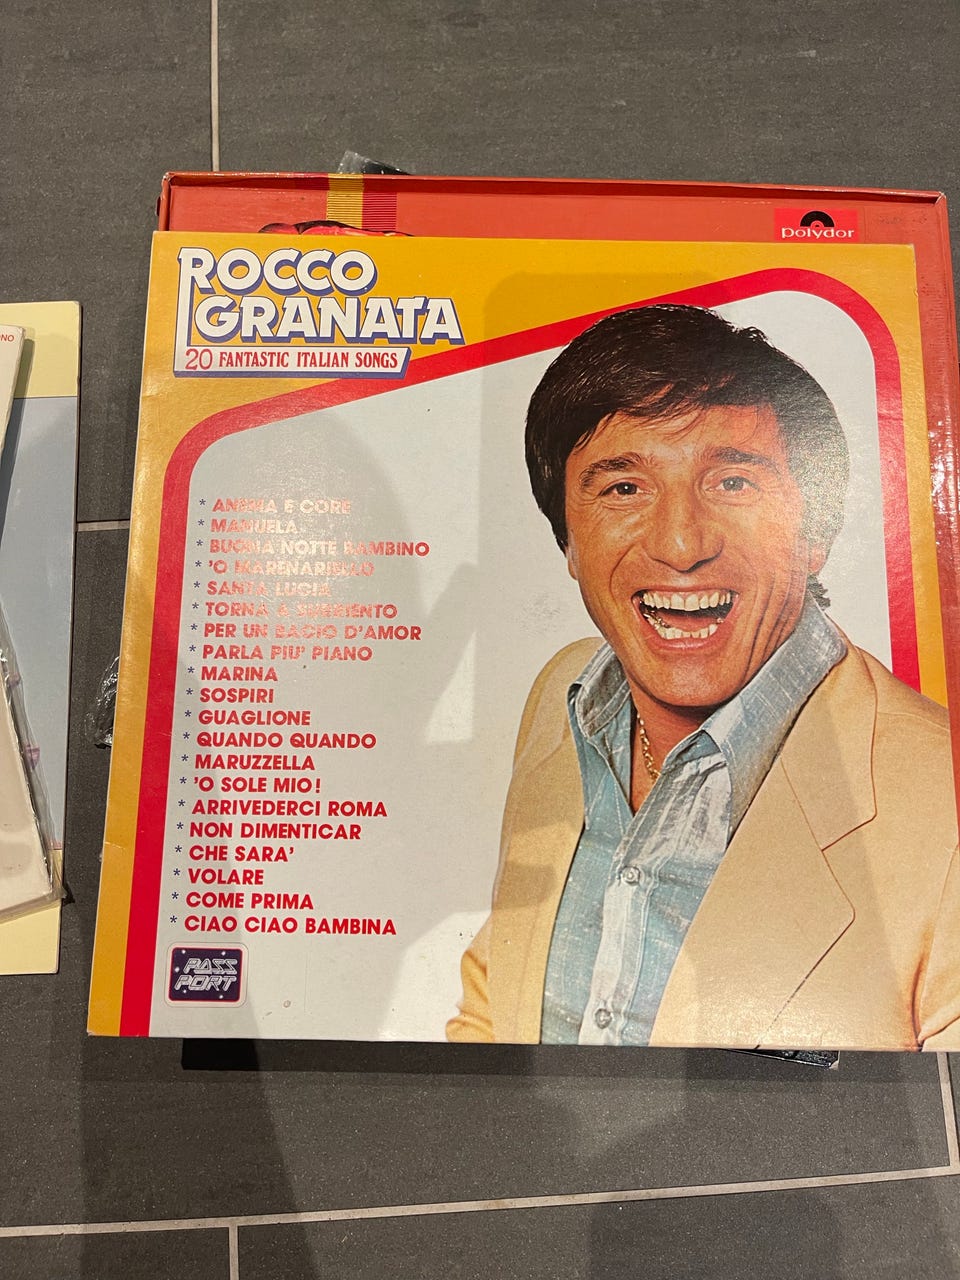 polydor
ROCCO
GRANATA
20 FANTASTIC ITALIAN SONGS
* ANEMA E CORE
* MANUELA
* BUONA NOTTE BAMBINO
* 'O MARENARIELLO
* SANTA LUCIA
* TORNA A SURRIENTO
* PER UN BACIO D'AMOR
* PARLA PIU' PIANO
* MARINA
* SOSPIRI
* GUAGLIONE
* QUANDO QUANDO
* MARUZZELLA
* 'O SOLE MIO!
* ARRIVEDERCI ROMA
* NON DIMENTICAR
* CHE SARA'
* VOLARE
* COME PRIMA
* CIAO CIAO BAMBINA
PASS
PORT